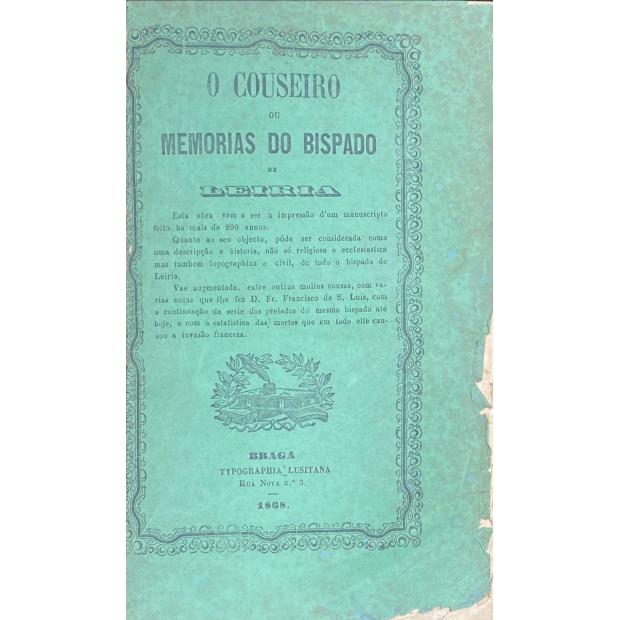 O COUSEIRO
OU
MEMORIAS DO BISPADO
DE
LEIRIA
Esta obra vem a ser a impressão d'um manuscripto
feito ha mais de 200 annos.
Quanto ao seu objecto, póde ser considerada como
uma descripção e historia, não só religiosa e ecclesiastica
mas tambem topographica e civil, de todo o bispado de
Leiria.
Vae augmentada, entre outras muitas cousas, com va-
rias notas que lhe fez D. Fr. Francisco de S. Luiz, com
a continuação da serie dos prelados do mesmo bispado até
hoje, e com a estatistica das mortes que em todo elle cau-
sou a invasão franceza.
BRAGA
TYPOGRAPHIA LUSITANA
RUA NOVA N.º 3.
1868.